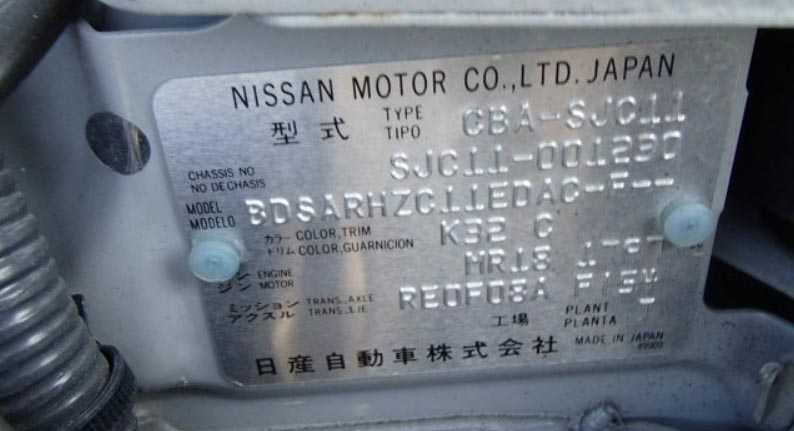 NISSAN MOTOR CO.,LTD. JAPAN
型式 TYPE TIPO CBA-SJC11
CHASSIS NO NO DE CHASIS SJC11-001290
MODEL MODELO BDSARHZC11EDAC-F--
カラー COLOR,TRIM トリム COLOR,GUARNICION K32 C
ジン ENGINE ジン MOTOR MR18
ミッション TRANS.,AXLE アクスル TRANS.,EJE RE0F08A
工場 PLANT PLANTA
日産自動車株式会社 MADE IN JAPAN